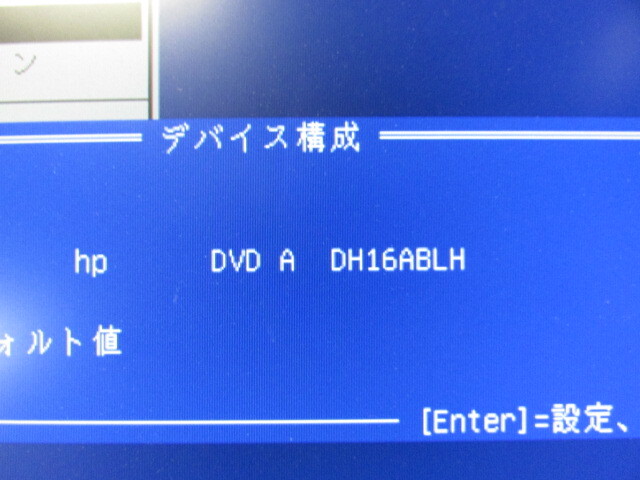 ン
デバイス構成
hp DVD A DH16ABLH
ォルト値
[Enter]=設定、